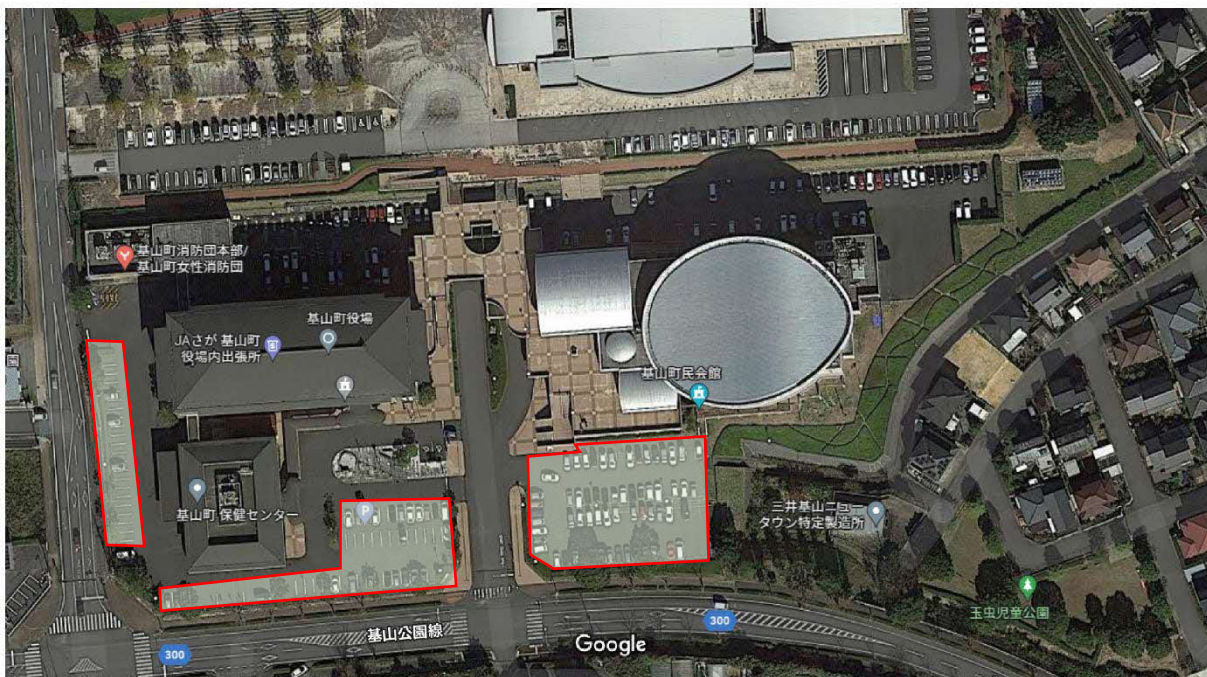 基山町消防団本部/
基山町女性消防団
基山町役場
JAさが 基山町
役場内出張所
基山町民会館
基山町 保健センター
P
三井基山ニュー
タウン特定製造所
玉虫児童公園
基山公園線
300
300
Google